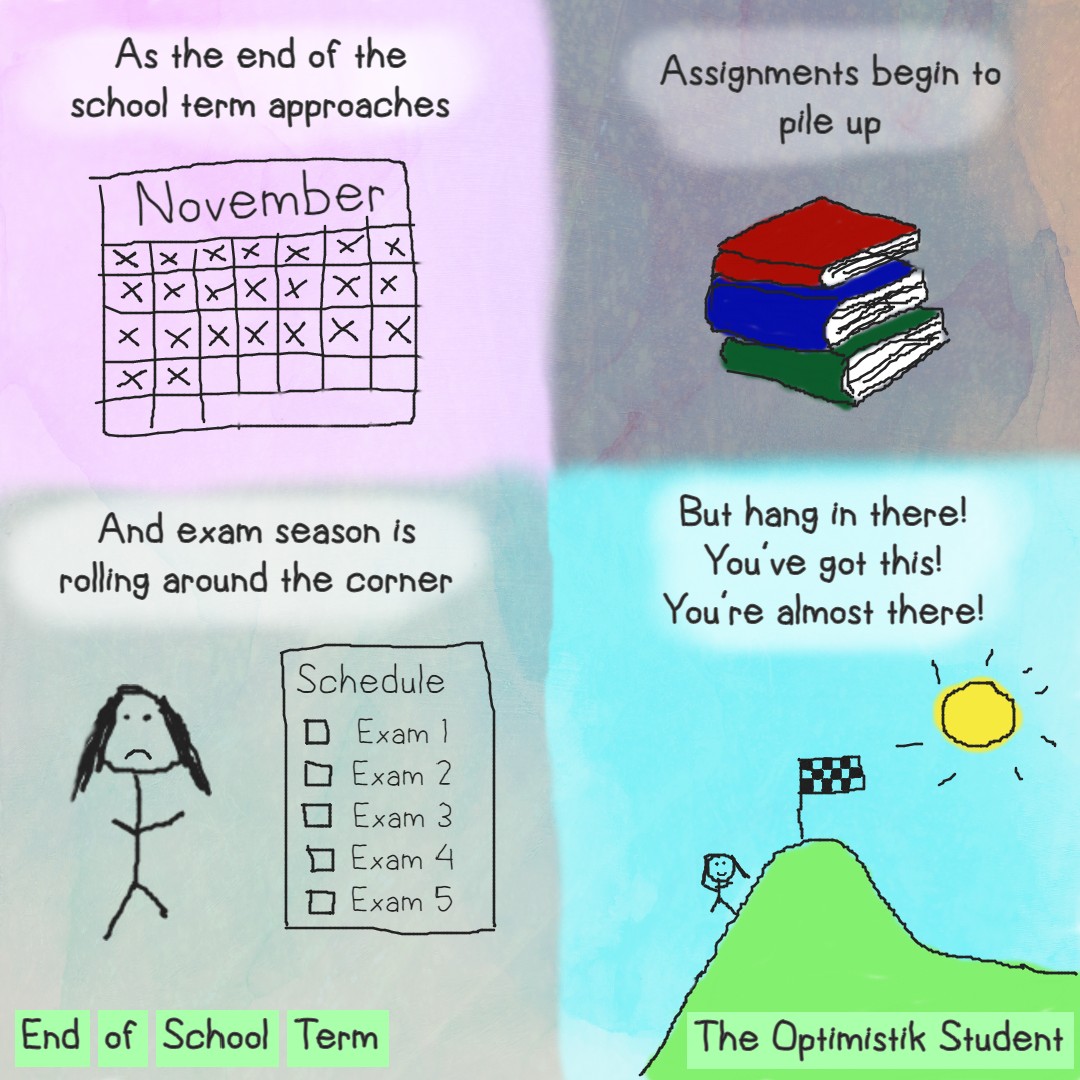 As the end of the
school term approaches
November
Assignments begin to
pile up
And exam season is
rolling around the corner
Schedule
Exam 1
Exam 2
Exam 3
Exam 4
Exam 5
But hang in there!
You've got this!
You're almost there!
End of School Term
The Optimistik Student